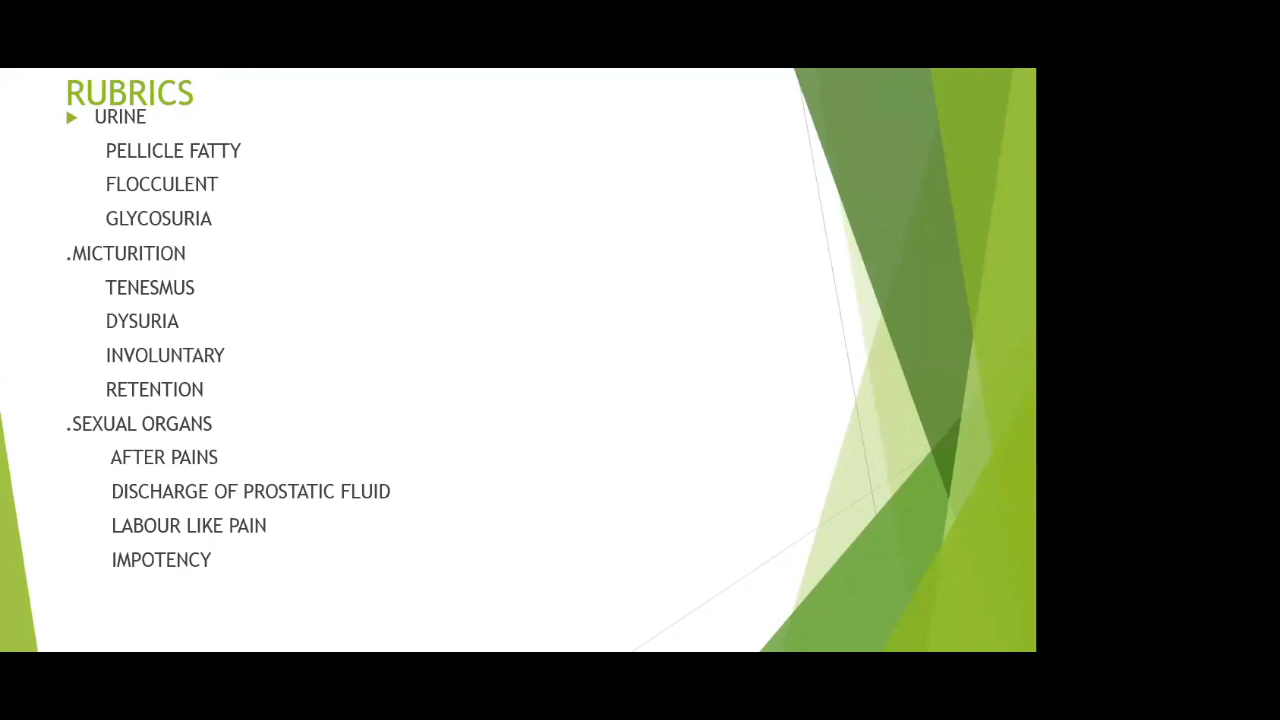 RUBRICS
URINE
PELLICLE FATTY
FLOCCULENT
GLYCOSURIA
.MICTURITION
TENESMUS
DYSURIA
INVOLUNTARY
RETENTION
.SEXUAL ORGANS
AFTER PAINS
DISCHARGE OF PROSTATIC FLUID
LABOUR LIKE PAIN
IMPOTENCY